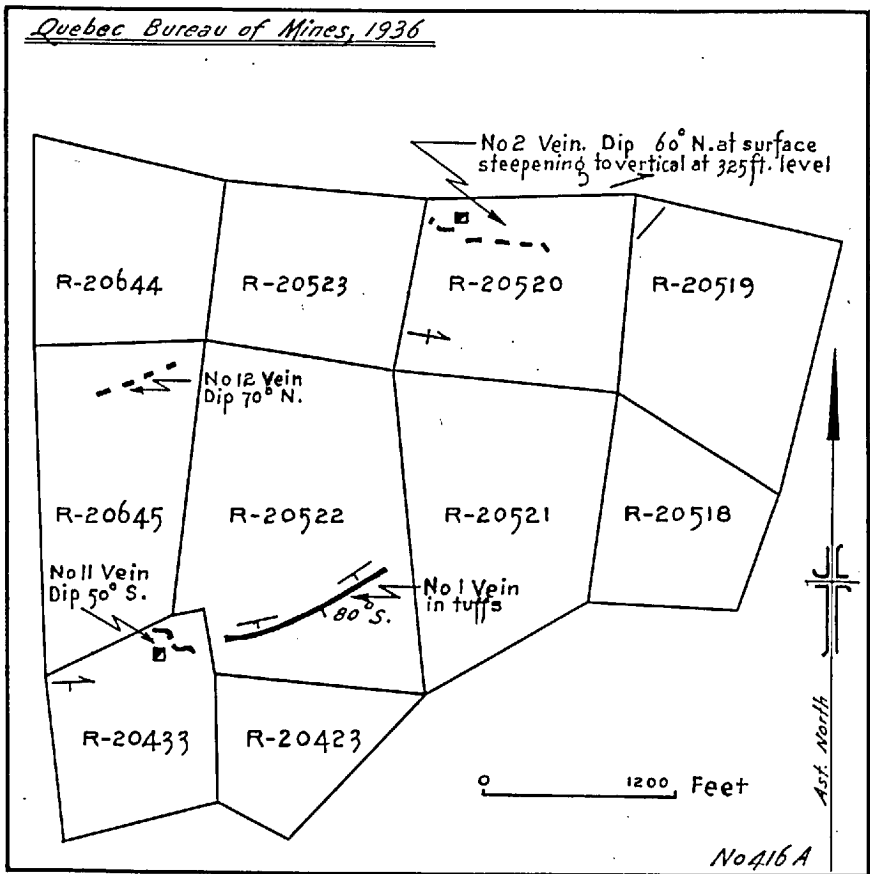 Quebec Bureau of Mines, 1936
No 2 Vein. Dip 60° N. at surface
steepening to vertical at 325 ft. level
R-20644
R-20523
R-20520
R-20519
No 12 Vein
Dip 70° N.
R-20645
R-20522
R-20521
R-20518
No 11 Vein
Dip 50° S.
No 1 Vein
in tuffs
80° S.
R-20433
R-20423
0 1200 Feet
Ast. North
No 416 A